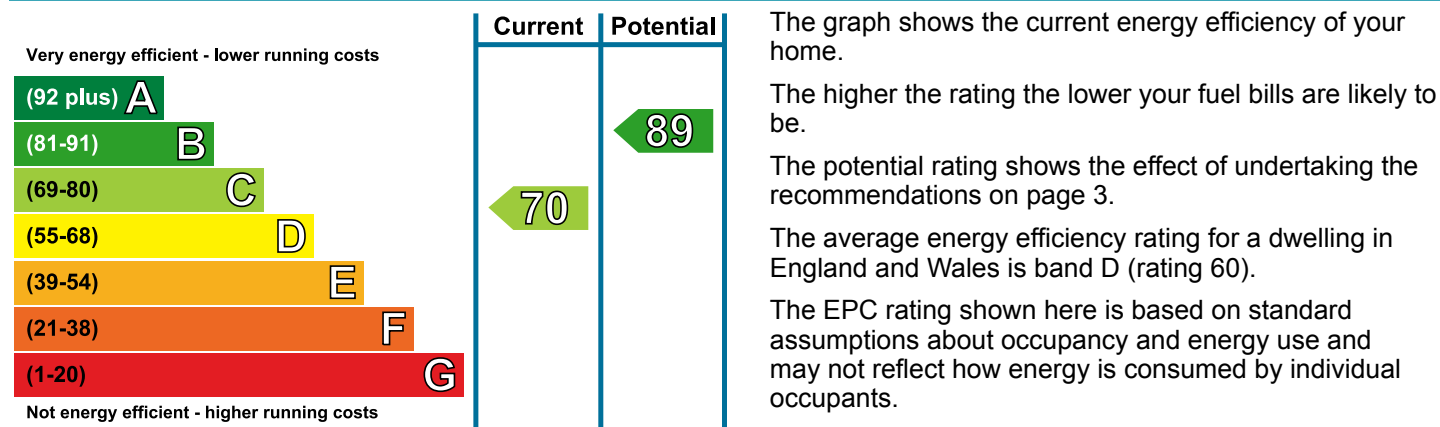 Current Potential
Very energy efficient - lower running costs
(92 plus) A
(81-91) B
(69-80) C
(55-68) D
(39-54) E
(21-38) F
(1-20) G
Not energy efficient - higher running costs
89
70
The graph shows the current energy efficiency of your
home.
The higher the rating the lower your fuel bills are likely to
be.
The potential rating shows the effect of undertaking the
recommendations on page 3.
The average energy efficiency rating for a dwelling in
England and Wales is band D (rating 60).
The EPC rating shown here is based on standard
assumptions about occupancy and energy use and
may not reflect how energy is consumed by individual
occupants.